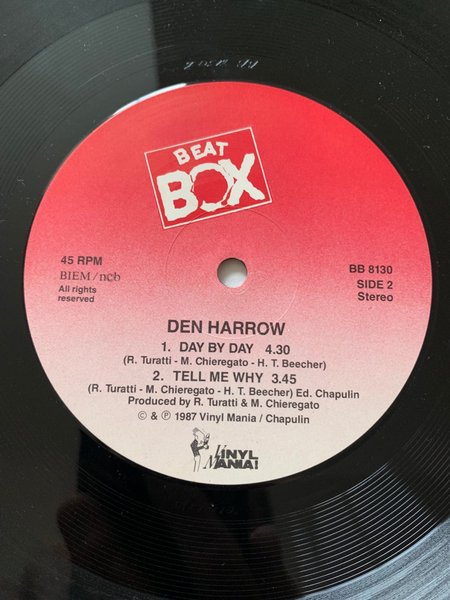 BEAT
BOX
45 RPM
BIEM/ncb
All rights
reserved
BB 8130
SIDE 2
Stereo
DEN HARROW
1. DAY BY DAY 4.30
(R. Turatti - M. Chieregato - H. T. Beecher)
2. TELL ME WHY 3.45
(R. Turatti - M. Chieregato - H. T. Beecher) Ed. Chapulin
Produced by R. Turatti & M. Chieregato
© & ℗ 1987 Vinyl Mania / Chapulin
VINYL
MANIA!